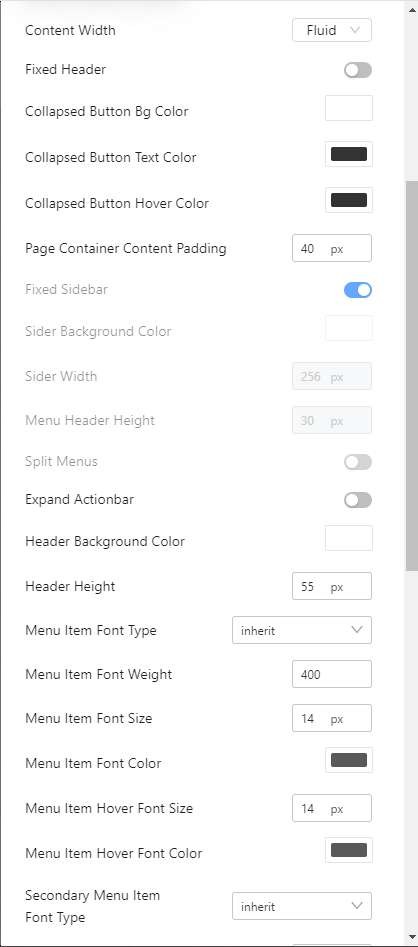 Content Width Fluid
Fixed Header
Collapsed Button Bg Color
Collapsed Button Text Color
Collapsed Button Hover Color
Page Container Content Padding 40 px
Fixed Sidebar
Sider Background Color
Sider Width 256 px
Menu Header Height 30 px
Split Menus
Expand Actionbar
Header Background Color
Header Height 55 px
Menu Item Font Type inherit
Menu Item Font Weight 400
Menu Item Font Size 14 px
Menu Item Font Color
Menu Item Hover Font Size 14 px
Menu Item Hover Font Color
Secondary Menu Item
Font Type inherit